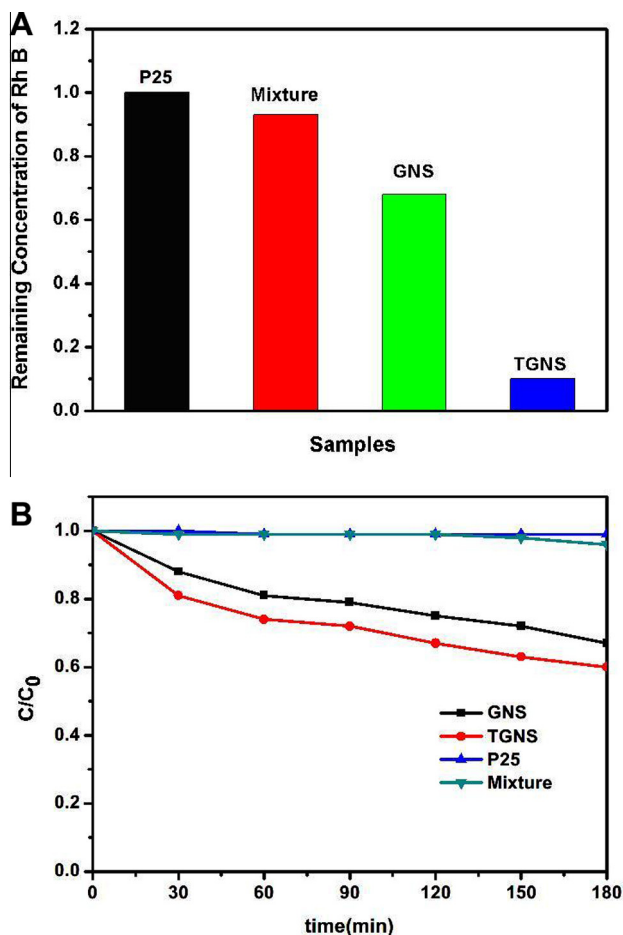 A
Remaining Concentration of Rh B
1.2
1.0
0.8
0.6
0.4
0.2
0.0
P25
Mixture
GNS
TGNS
Samples
B
C/C0
1.0
0.8
0.6
0.4
0.2
0.0
GNS
TGNS
P25
Mixture
0 30 60 90 120 150 180
time(min)